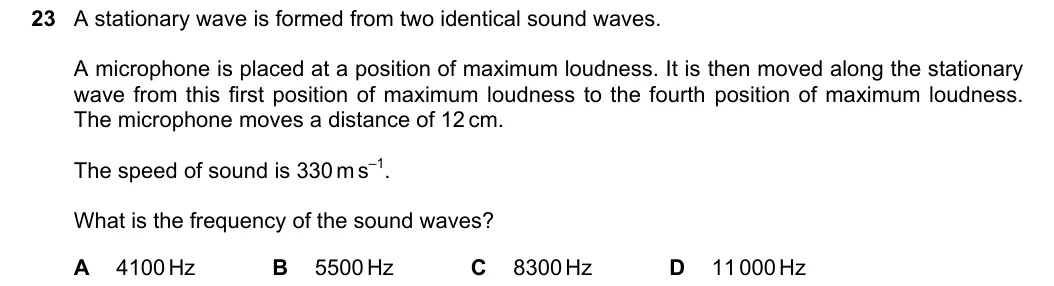 23 A stationary wave is formed from two identical sound waves.
A microphone is placed at a position of maximum loudness. It is then moved along the stationary
wave from this first position of maximum loudness to the fourth position of maximum loudness.
The microphone moves a distance of 12 cm.
The speed of sound is 330 m s⁻¹.
What is the frequency of the sound waves?
A 4100 Hz B 5500 Hz C 8300 Hz D 11 000 Hz